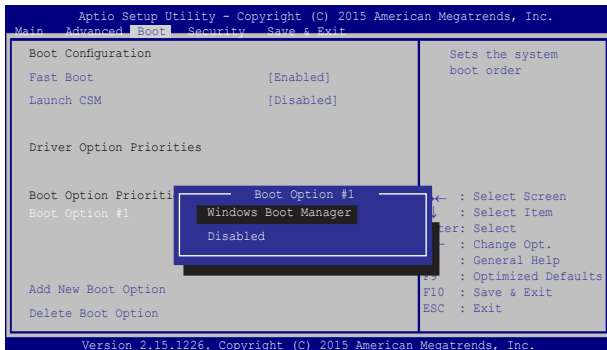 Aptio Setup Utility - Copyright (C) 2015 American Megatrends, Inc.
Main Advanced Boot Security Save & Exit
Boot Configuration
Fast Boot [Enabled]
Launch CSM [Disabled]
Driver Option Priorities
Boot Option
Boot Option #1
Add New Boot Option
Delete Boot Option
Boot Option #1
Windows Boot Manager
Disabled
Sets the system
boot order
← : Select Screen
: Select Item
: Select
: Change Opt.
: General Help
F9 : Optimized Defaults
F10 : Save & Exit
ESC : Exit
Version 2.15.1226. Copyright (C) 2015 American Megatrends, Inc.